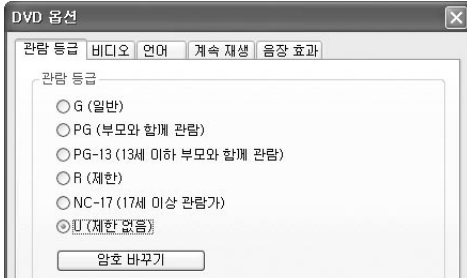 DVD 옵션
관람 등급 비디오 언어 계속 재생 음장 효과
관람 등급
G (일반)
PG (부모와 함께 관람)
PG-13 (13세 이하 부모와 함께 관람)
R (제한)
NC-17 (17세 이상 관람가)
U (제한 없음)
암호 바꾸기